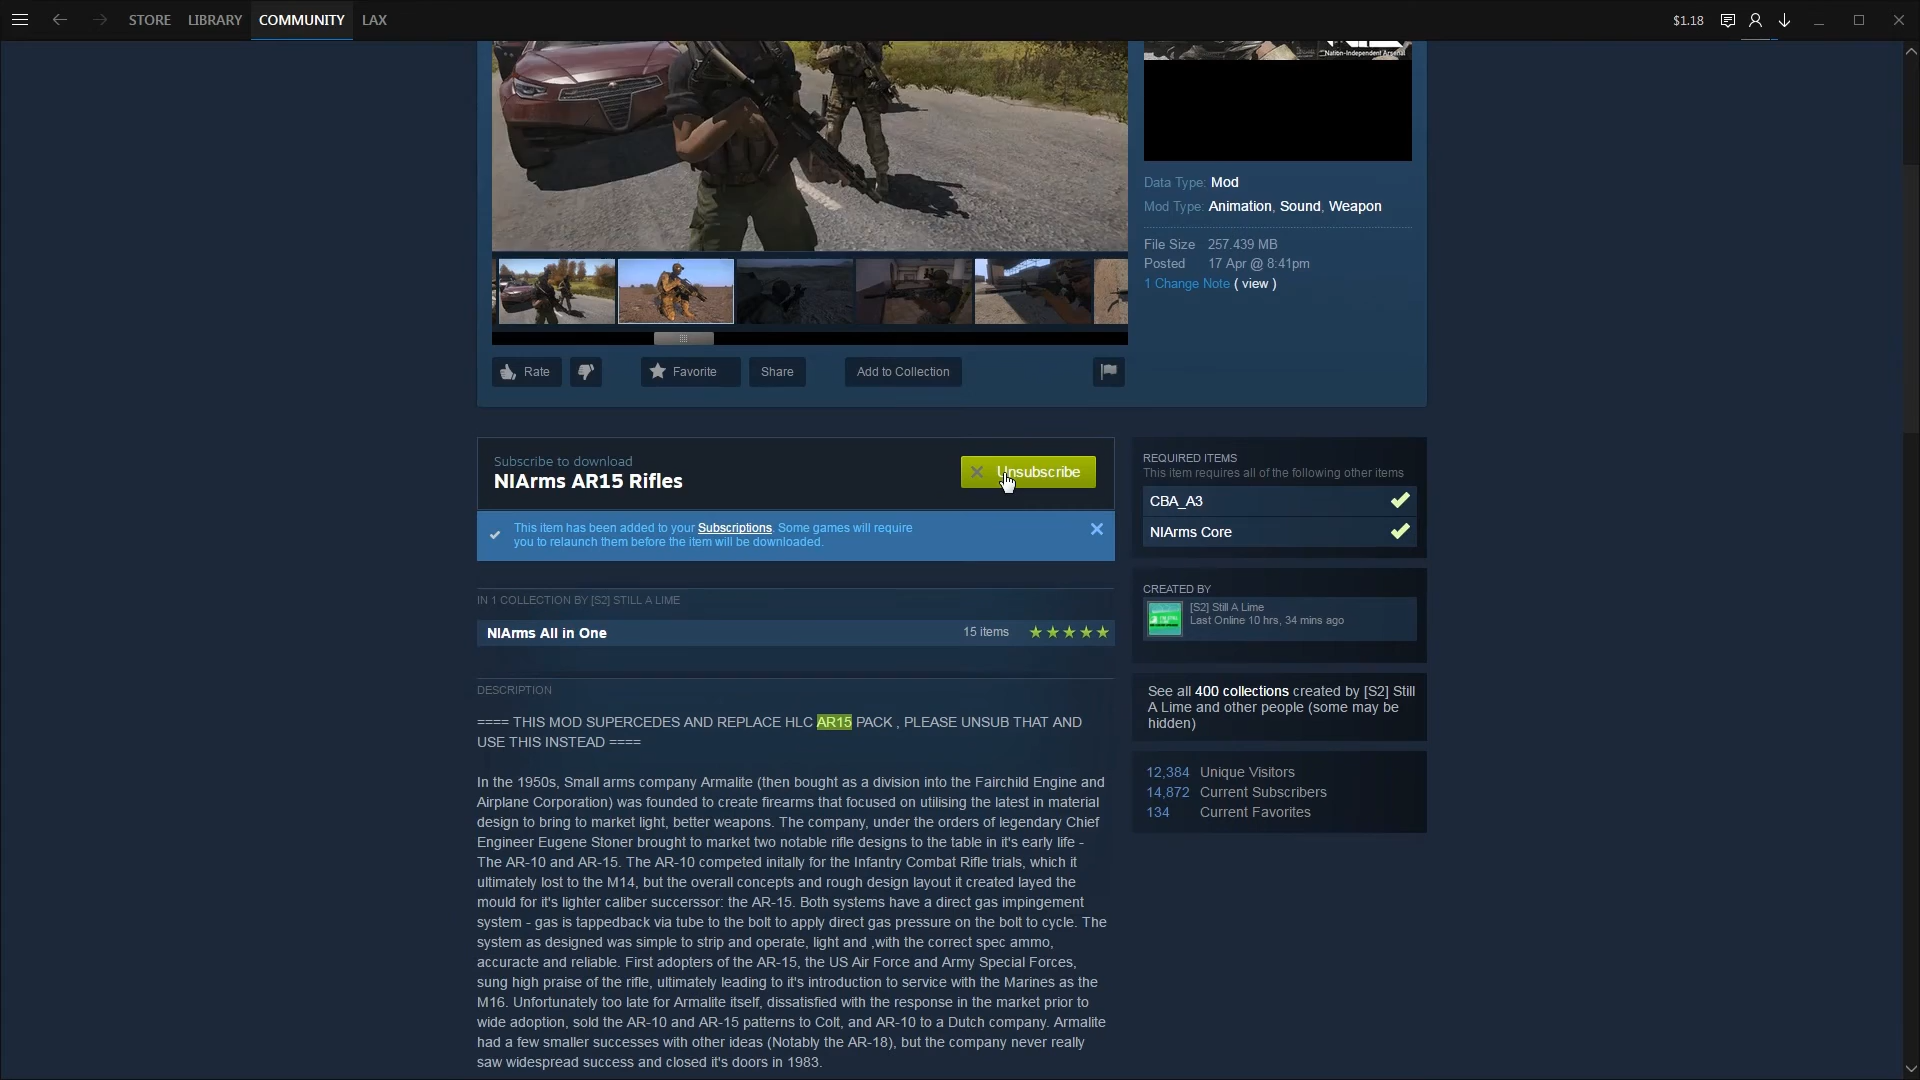 STORE LIBRARY COMMUNITY LAX
$1.18
Nation-Independent Arsenal
Data Type: Mod
Mod Type: Animation, Sound, Weapon
File Size 257.439 MB
Posted 17 Apr @ 8:41pm
1 Change Note ( view )
Rate
Favorite
Share
Add to Collection
Subscribe to download
NIArms AR15 Rifles
Unsubscribe
This item has been added to your Subscriptions. Some games will require
you to relaunch them before the item will be downloaded.
IN 1 COLLECTION BY [S2] STILL A LIME
NIArms All in One
15 items
DESCRIPTION
==== THIS MOD SUPERCEDES AND REPLACE HLC AR15 PACK , PLEASE UNSUB THAT AND
USE THIS INSTEAD ====
In the 1950s, Small arms company Armalite (then bought as a division into the Fairchild Engine and
Airplane Corporation) was founded to create firearms that focused on utilising the latest in material
design to bring to market light, better weapons. The company, under the orders of legendary Chief
Engineer Eugene Stoner brought to market two notable rifle designs to the table in it's early life -
The AR-10 and AR-15. The AR-10 competed initally for the Infantry Combat Rifle trials, which it
ultimately lost to the M14, but the overall concepts and rough design layout it created layed the
mould for it's lighter caliber succerssor: the AR-15. Both systems have a direct gas impingement
system - gas is tappedback via tube to the bolt to apply direct gas pressure on the bolt to cycle. The
system as designed was simple to strip and operate, light and ,with the correct spec ammo,
accuracte and reliable. First adopters of the AR-15, the US Air Force and Army Special Forces,
sung high praise of the rifle, ultimately leading to it's introduction to service with the Marines as the
M16. Unfortunately too late for Armalite itself, dissatisfied with the response in the market prior to
wide adoption, sold the AR-10 and AR-15 patterns to Colt, and AR-10 to a Dutch company. Armalite
had a few smaller successes with other ideas (Notably the AR-18), but the company never really
saw widespread success and closed it's doors in 1983.
REQUIRED ITEMS
This item requires all of the following other items
CBA_A3
NIArms Core
CREATED BY
[S2] Still A Lime
Last Online 10 hrs, 34 mins ago
See all 400 collections created by [S2] Still
A Lime and other people (some may be
hidden)
12,384 Unique Visitors
14,872 Current Subscribers
134 Current Favorites